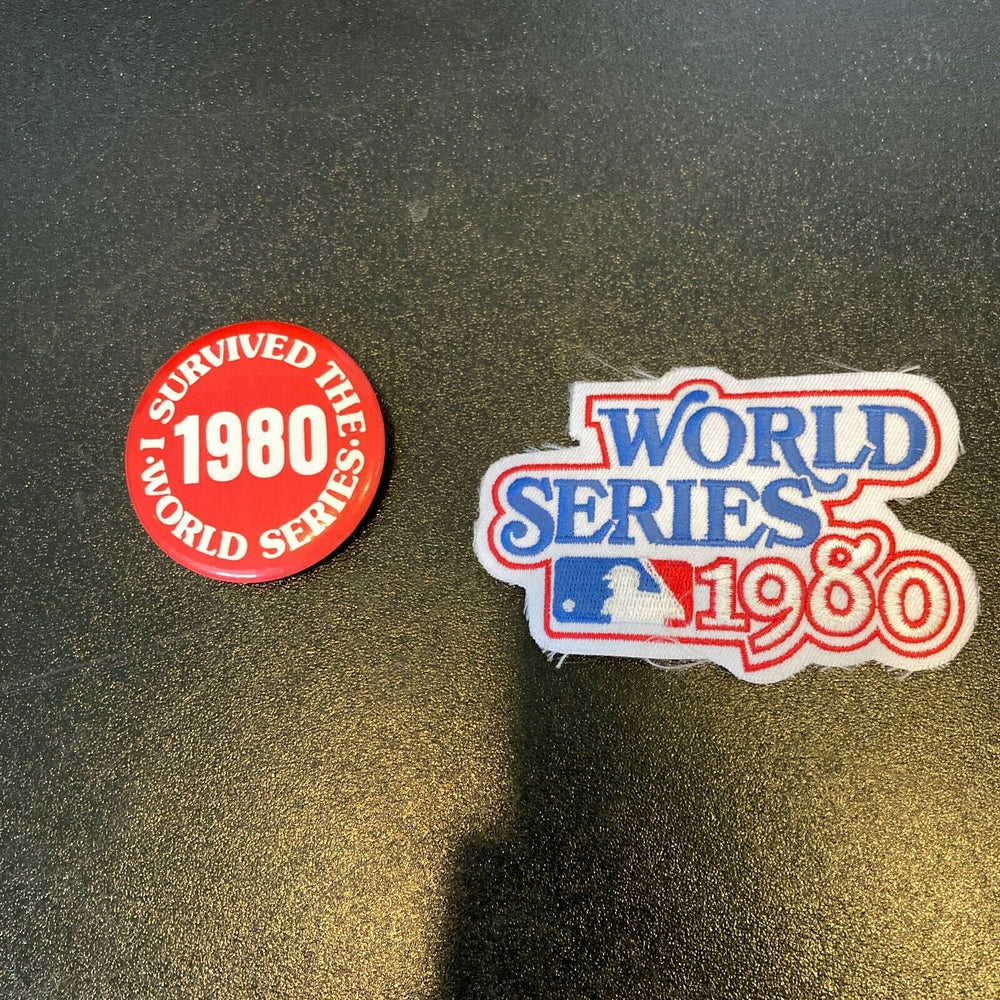 · I SURVIVED THE ·
1980
WORLD SERIES
WORLD
SERIES
1980